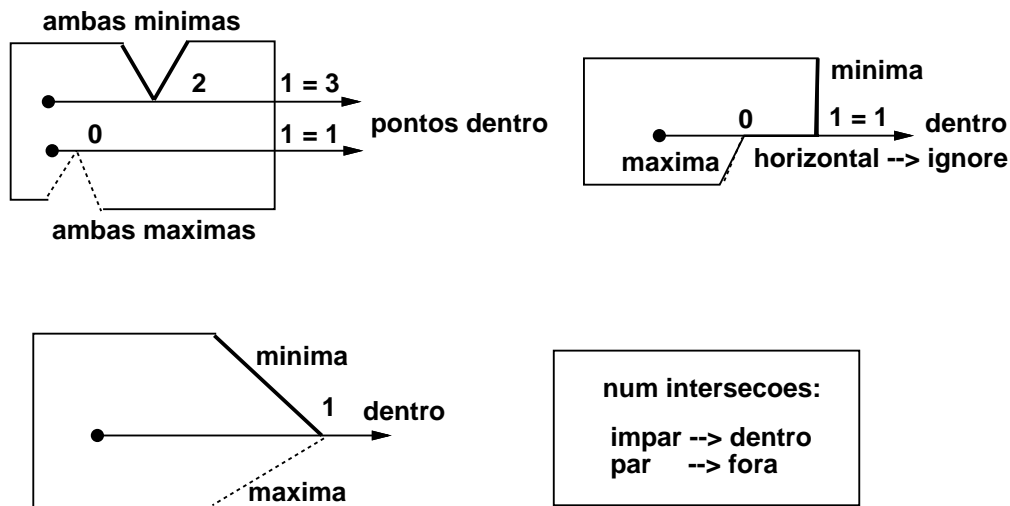 ambas minimas
2
1 = 3
0
1 = 1
pontos dentro
ambas maximas
minima
0
1 = 1
dentro
maxima
horizontal --> ignore
minima
1
dentro
maxima
num intersecoes:
impar --> dentro
par --> fora